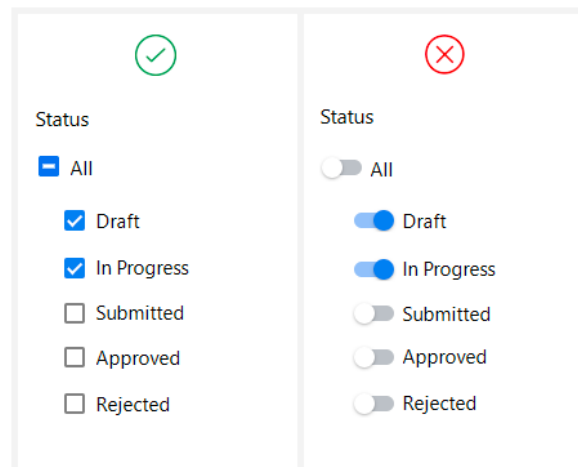 Status
All
Draft
In Progress
Submitted
Approved
Rejected
Status
All
Draft
In Progress
Submitted
Approved
Rejected